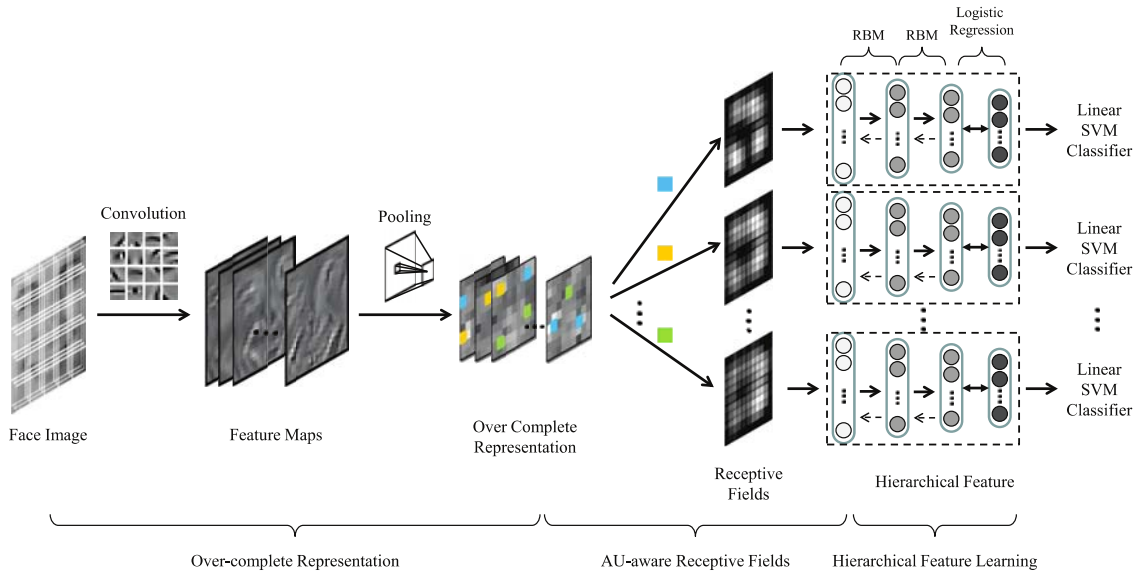 Logistic
Regression
RBM
RBM
Linear
SVM
Classifier
Convolution
Pooling
Linear
SVM
Classifier
Linear
SVM
Classifier
Face Image
Feature Maps
Over Complete
Representation
Receptive
Fields
Hierarchical Feature
Over-complete Representation
AU-aware Receptive Fields
Hierarchical Feature Learning